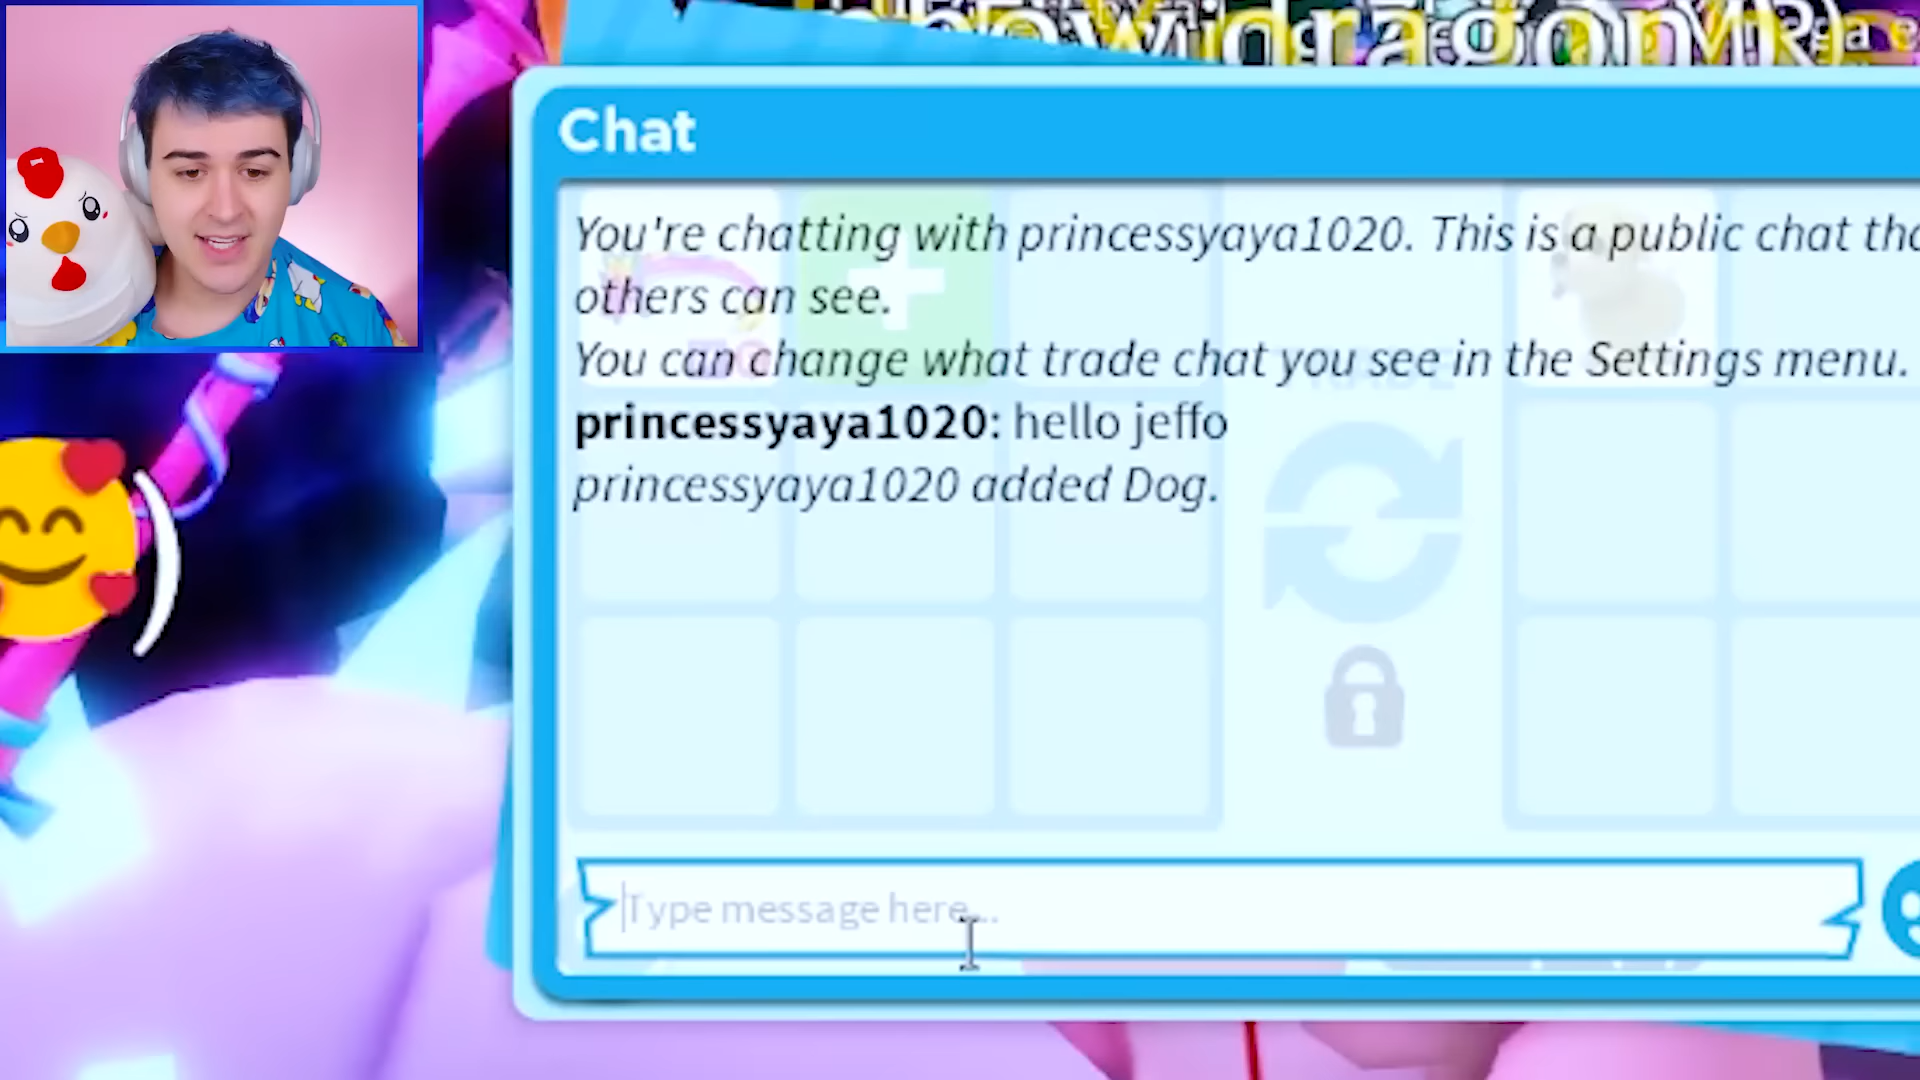 Chat
You're chatting with princessyaya1020. This is a public chat
others can see.
You can change what trade chat you see in the Settings menu.
princessyaya1020: hello jeffo
princessyaya1020 added Dog.
Type message here...